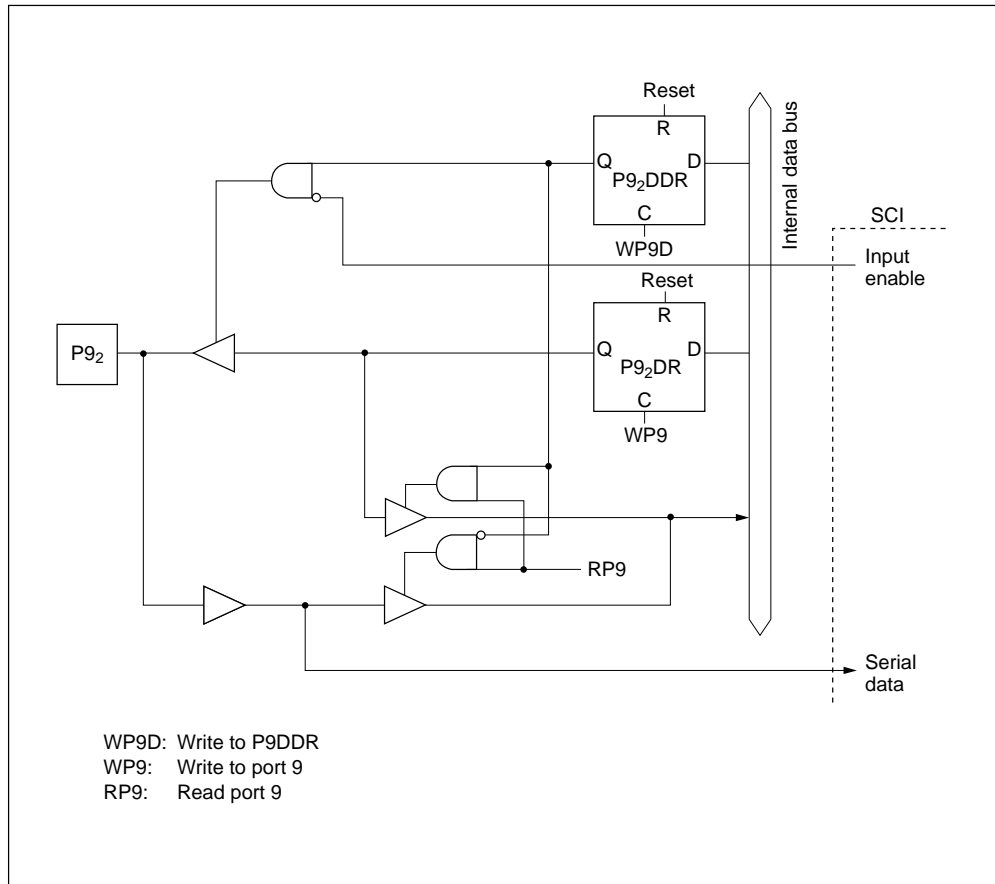 Reset
R
Q
D
P9₂DDR
C
WP9D
Internal data bus
SCI
Input
enable
Reset
R
Q
D
P9₂DR
C
WP9
P9₂
RP9
Serial
data
WP9D: Write to P9DDR
WP9: Write to port 9
RP9: Read port 9